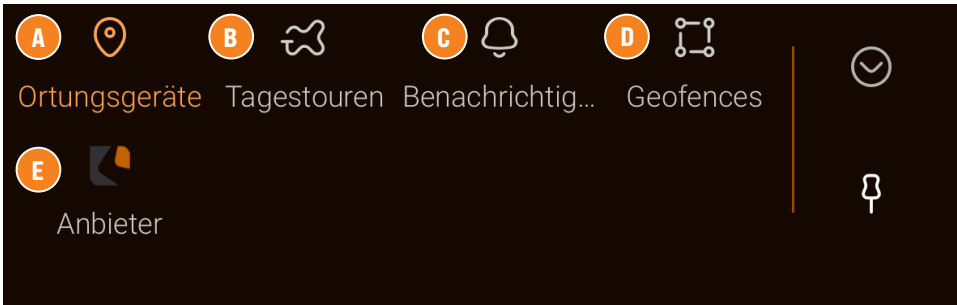 A B C D
Ortungsgeräte Tagestouren Benachrichtig... Geofences
E
Anbieter